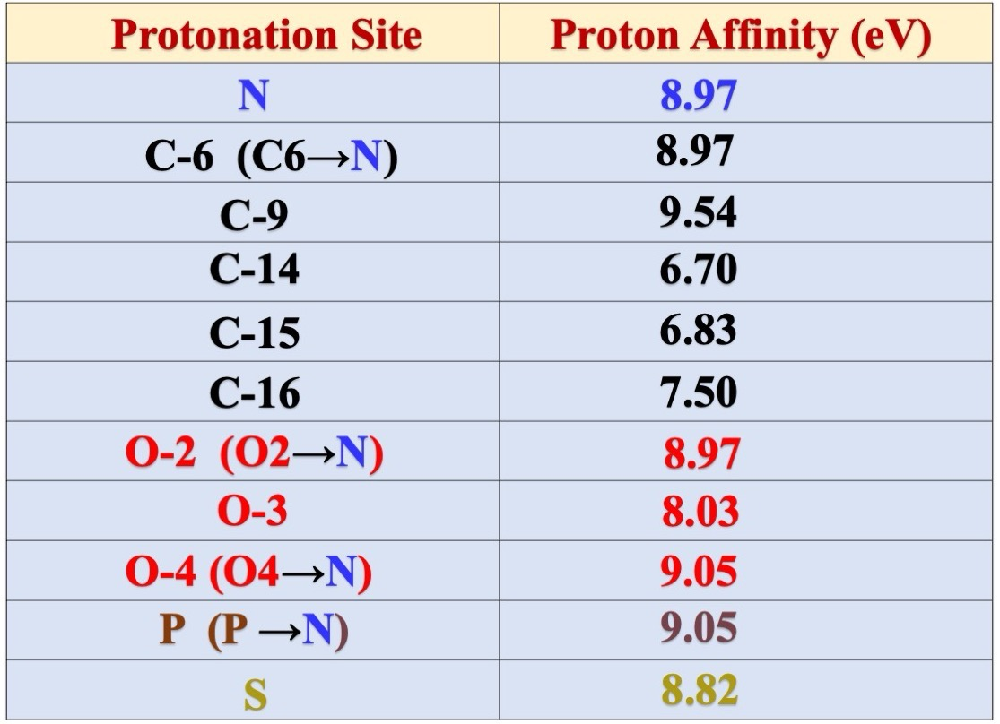 Protonation Site Proton Affinity (eV)
N 8.97
C-6 (C6→N) 8.97
C-9 9.54
C-14 6.70
C-15 6.83
C-16 7.50
O-2 (O2→N) 8.97
O-3 8.03
O-4 (O4→N) 9.05
P (P →N) 9.05
S 8.82